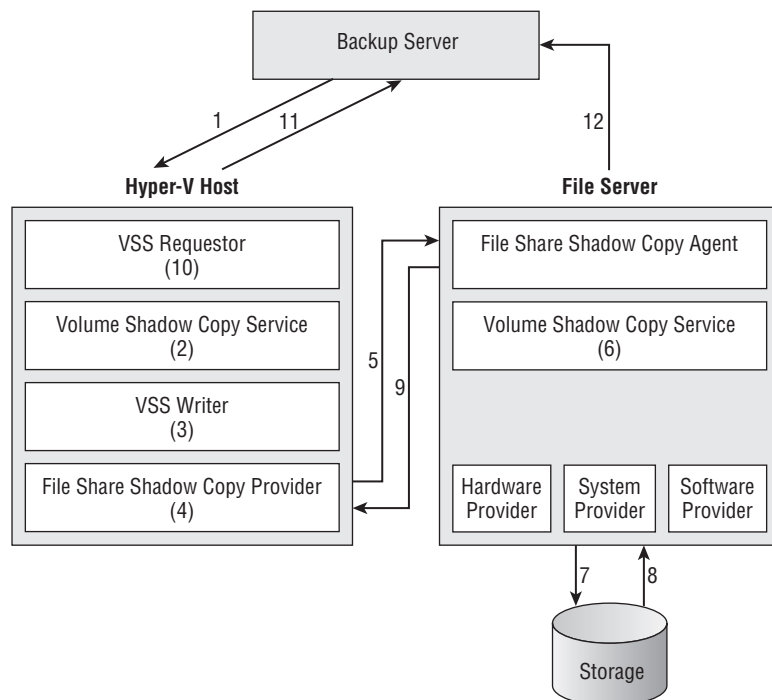 Backup Server
1
11
12
Hyper-V Host
File Server
VSS Requestor
(10)
File Share Shadow Copy Agent
Volume Shadow Copy Service
(2)
Volume Shadow Copy Service
(6)
5
9
VSS Writer
(3)
File Share Shadow Copy Provider
(4)
Hardware
Provider
System
Provider
Software
Provider
7
8
Storage